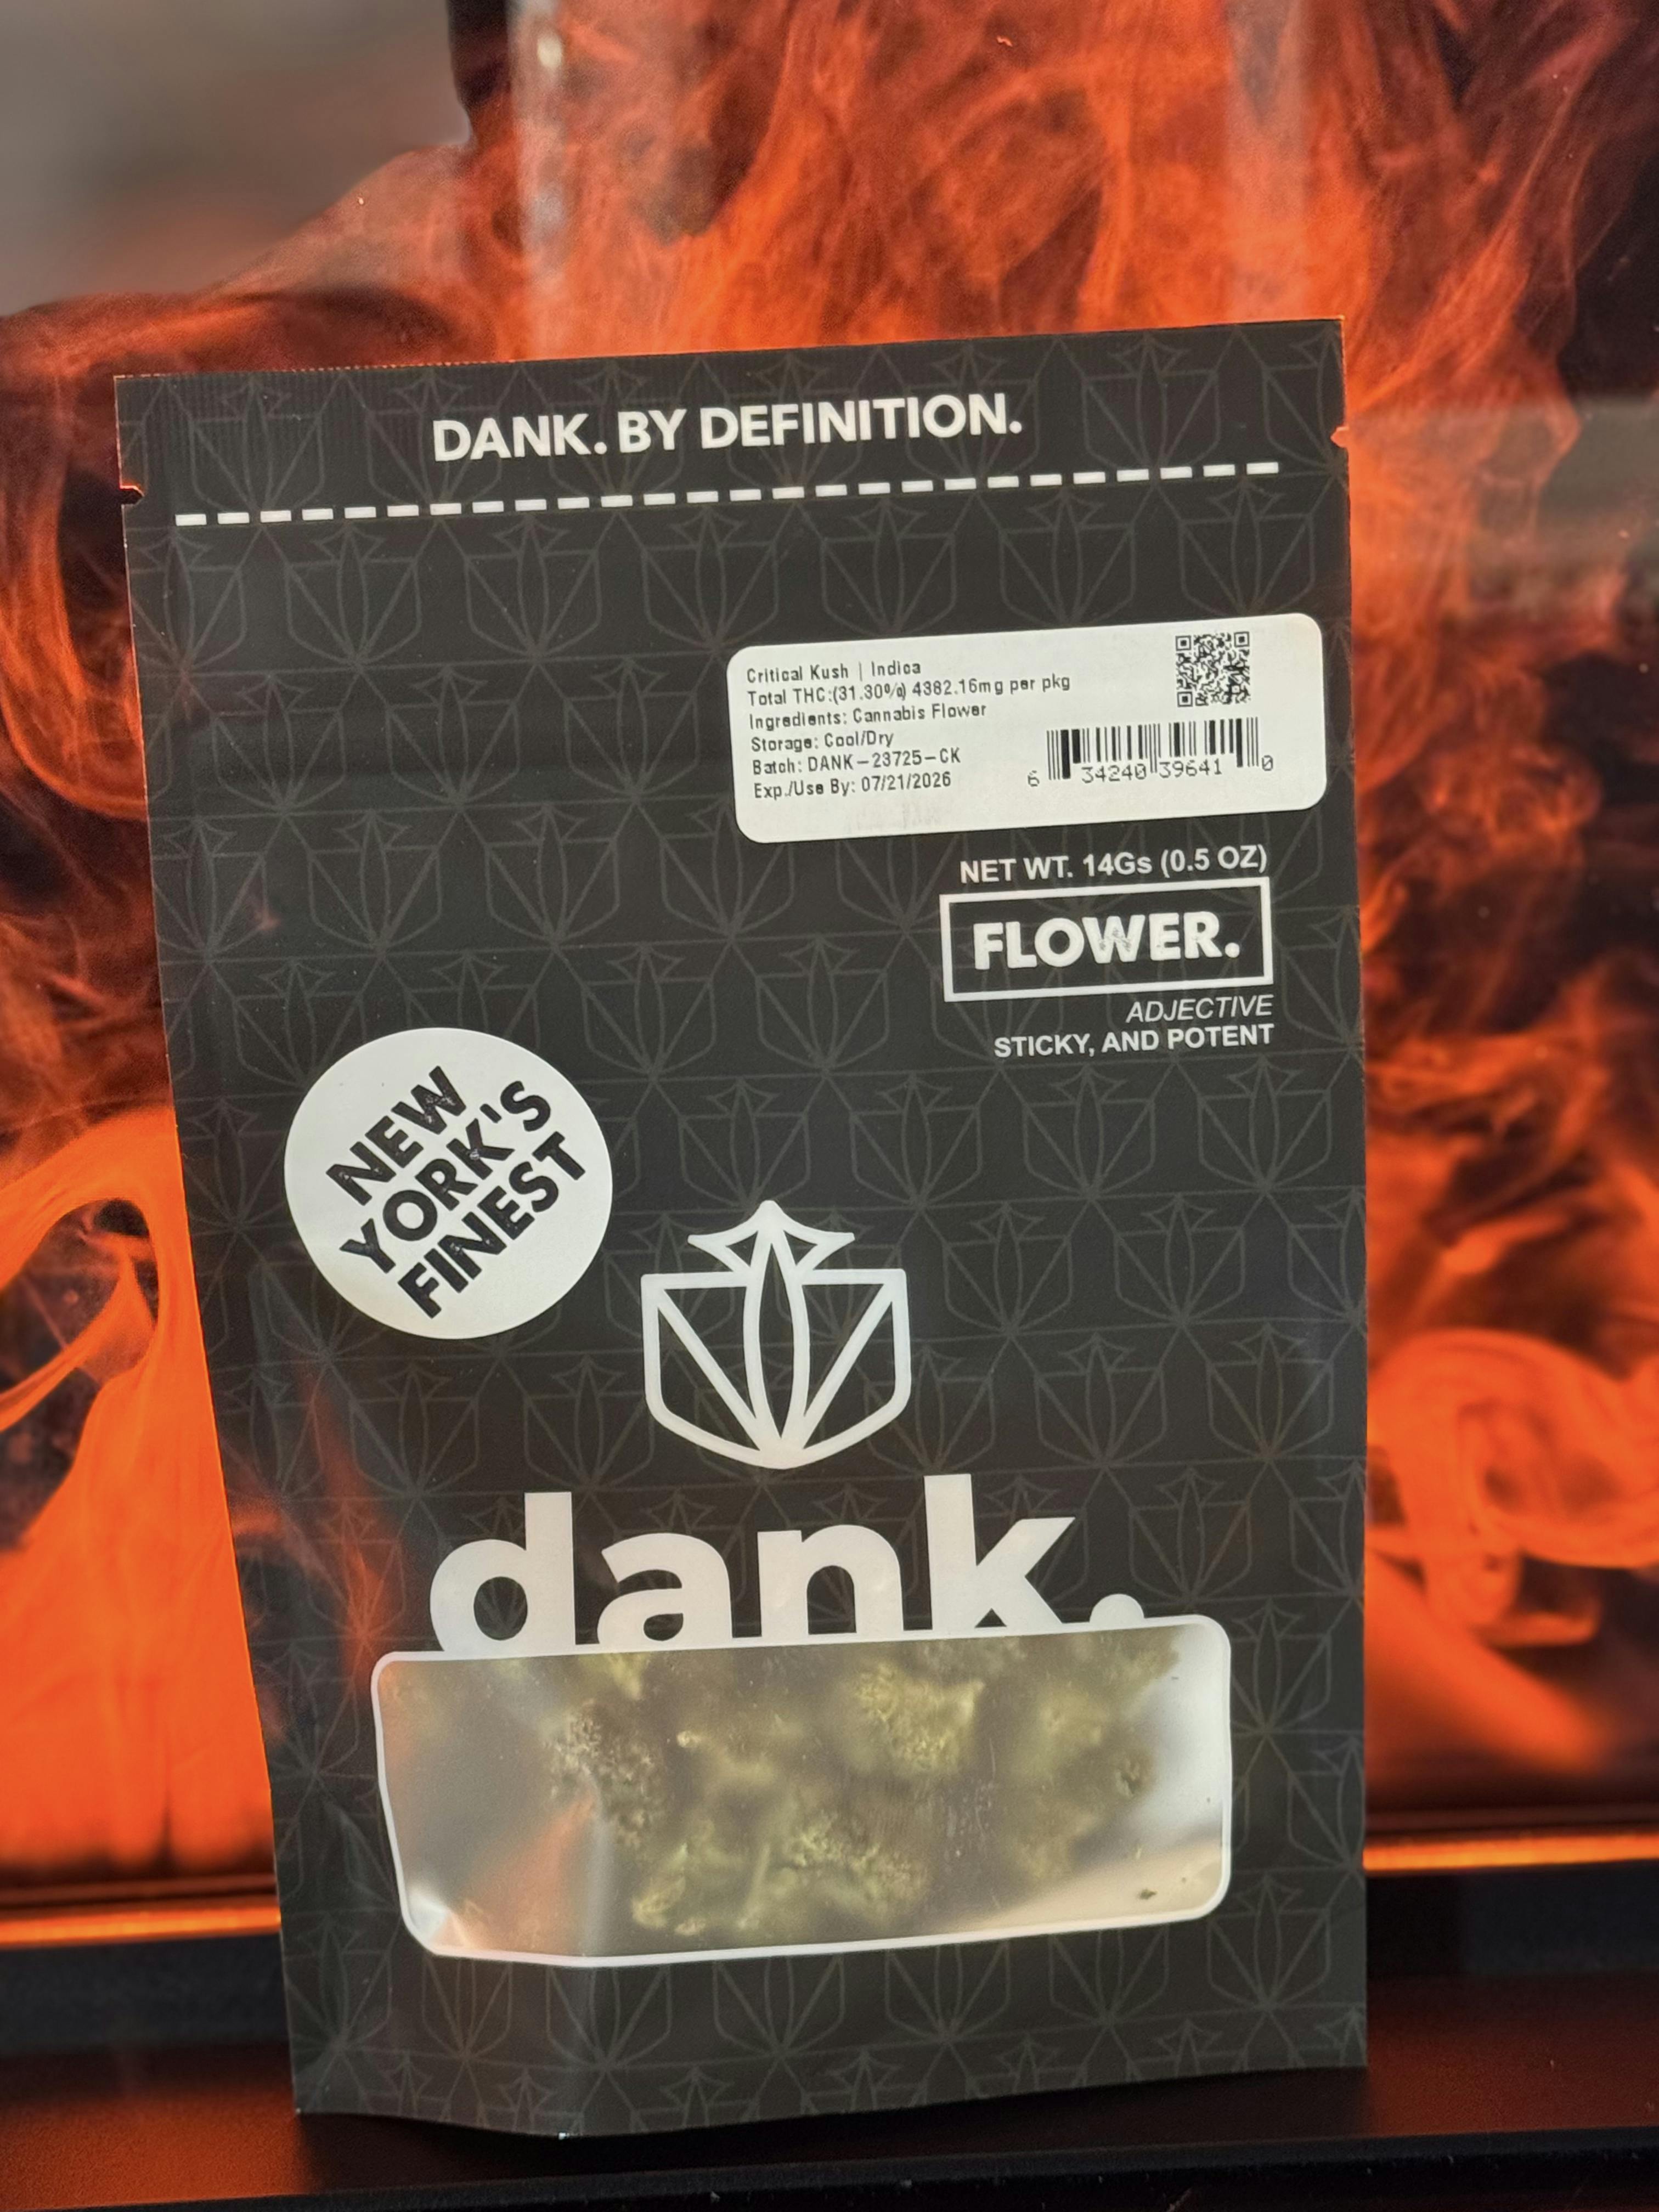 DANK. BY DEFINITION.
Critical Kush | Indica
Total THC:(31.30%) 4382.16mg per pkg
Ingredients: Cannabis Flower
Storage: Cool/Dry
Batch: DANK-23725-CK
Exp./Use By: 07/21/2026
6 34240 39641 0
NET WT. 14Gs (0.5 OZ)
FLOWER.
ADJECTIVE
STICKY, AND POTENT
NEW
YORK'S
FINEST
dank.